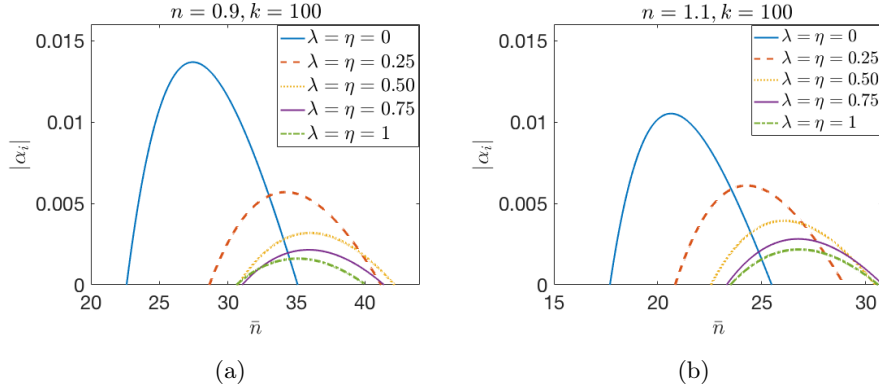 n = 0.9, k = 100
0.015
0.01
0.005
0
|α_i|
20 25 30 35 40
n̄
λ = η = 0
λ = η = 0.25
λ = η = 0.50
λ = η = 0.75
λ = η = 1
(a)
n = 1.1, k = 100
0.015
0.01
0.005
0
|α_i|
15 20 25 30
n̄
λ = η = 0
λ = η = 0.25
λ = η = 0.50
λ = η = 0.75
λ = η = 1
(b)